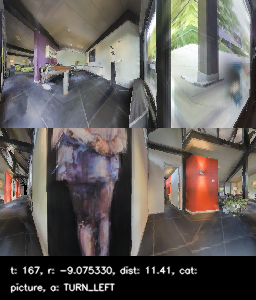 t: 167, r: -9.075330, dist: 11.41, cat:
picture, a: TURN_LEFT